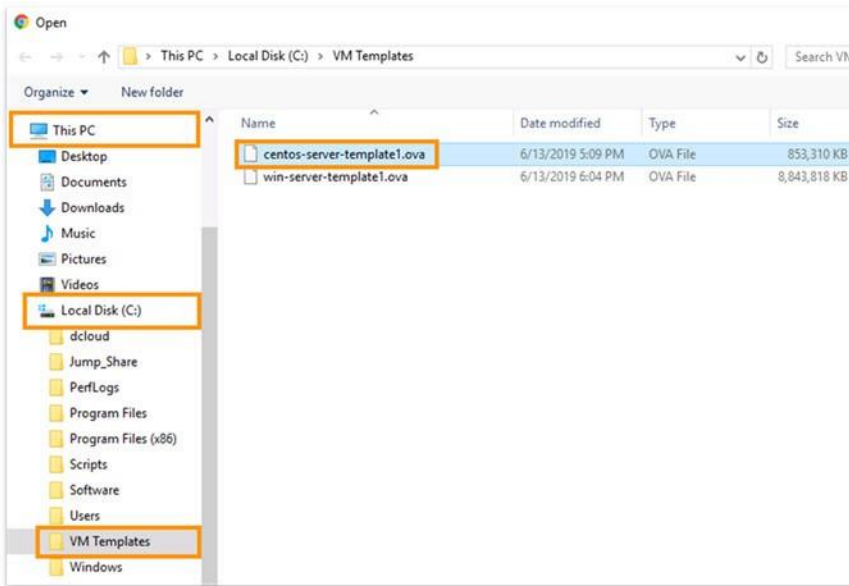 Open
This PC > Local Disk (C:) > VM Templates
Search VM
Organize New folder
Name Date modified Type Size
This PC
Desktop
Documents
Downloads
Music
Pictures
Videos
Local Disk (C:)
dcloud
Jump_Share
PerfLogs
Program Files
Program Files (x86)
Scripts
Software
Users
VM Templates
Windows
centos-server-template1.ova 6/13/2019 5:09 PM OVA File 853,310 KB
win-server-template1.ova 6/13/2019 6:04 PM OVA File 8,843,818 KB